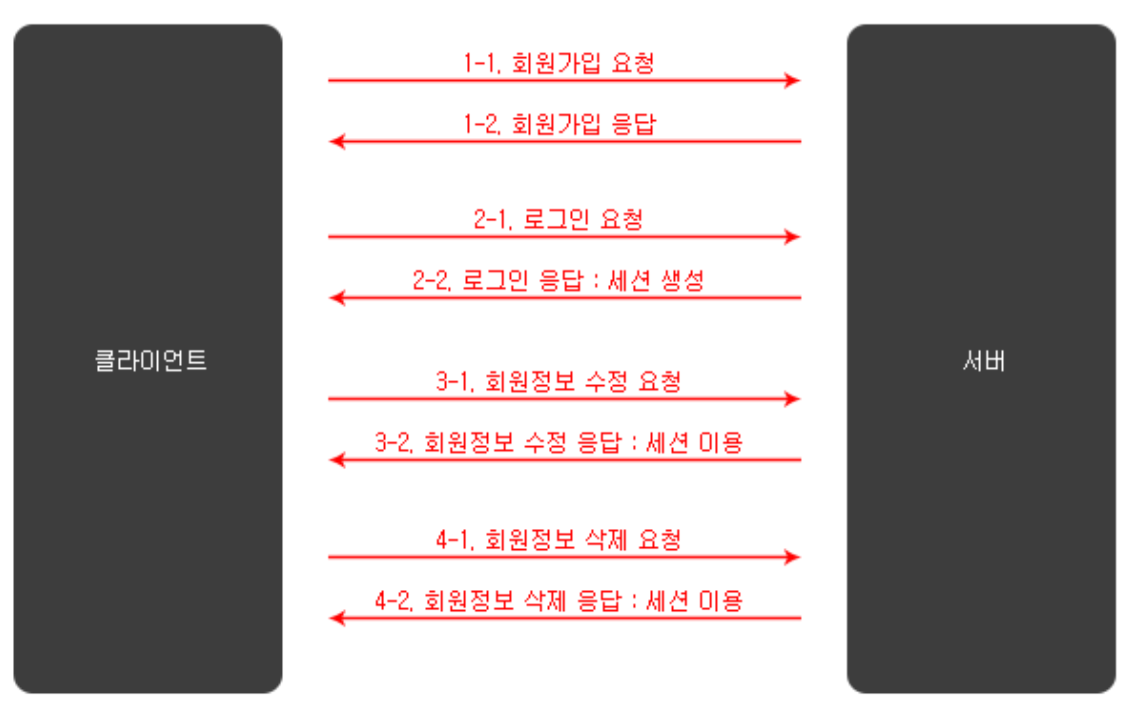 1-1. 회원가입 요청
1-2. 회원가입 응답
2-1. 로그인 요청
2-2. 로그인 응답 : 세션 생성
클라이언트
서버
3-1. 회원정보 수정 요청
3-2. 회원정보 수정 응답 : 세션 이용
4-1. 회원정보 삭제 요청
4-2. 회원정보 삭제 응답 : 세션 이용